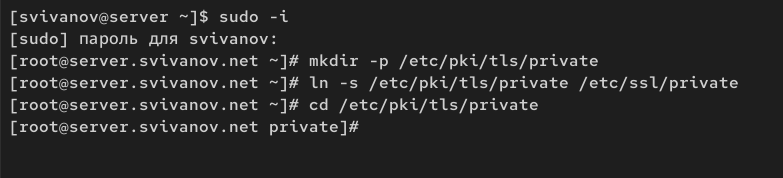 [svivanov@server ~]$ sudo -i
[sudo] пароль для svivanov:
[root@server.svivanov.net ~]# mkdir -p /etc/pki/tls/private
[root@server.svivanov.net ~]# ln -s /etc/pki/tls/private /etc/ssl/private
[root@server.svivanov.net ~]# cd /etc/pki/tls/private
[root@server.svivanov.net private]#